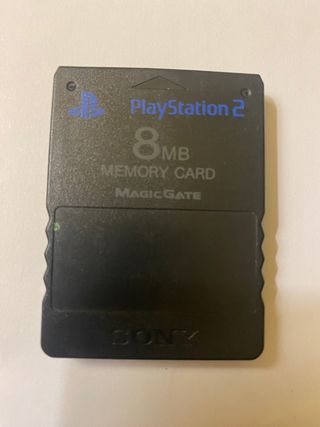 PlayStation 2
8MB
MEMORY CARD
MAGICGATE
SONY